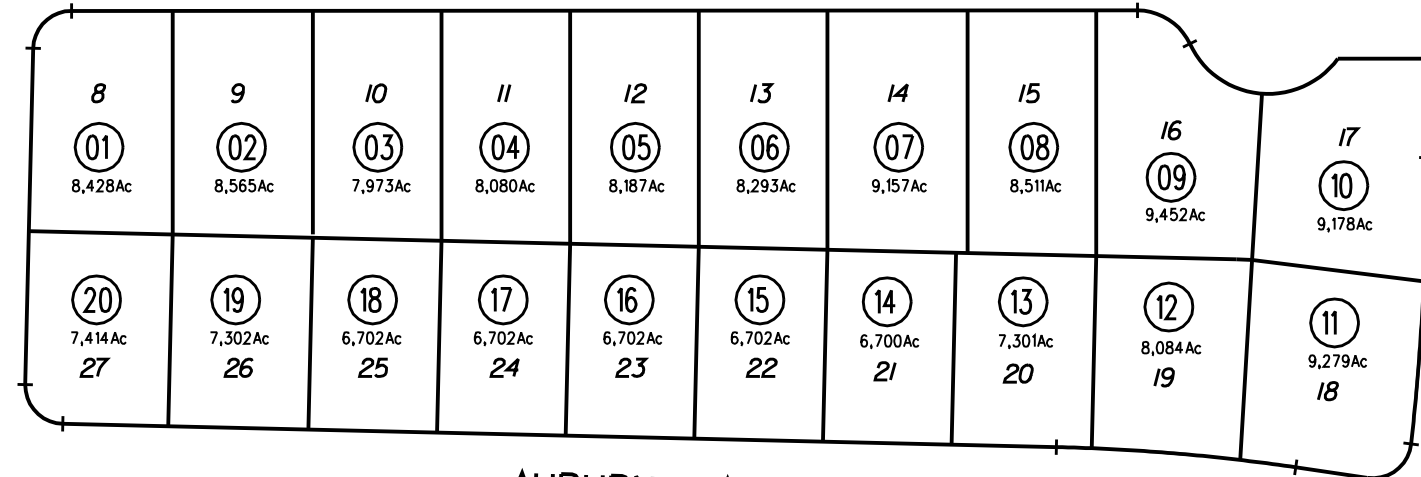 8 9 10 11 12 13 14 15 16 17
01 02 03 04 05 06 07 08 09 10
8,428Ac 8,565Ac 7,973Ac 8,080Ac 8,187Ac 8,293Ac 9,157Ac 8,511Ac 9,452Ac 9,178Ac
20 19 18 17 16 15 14 13 12 11
7,414Ac 7,302Ac 6,702Ac 6,702Ac 6,702Ac 6,702Ac 6,700Ac 7,301Ac 8,084Ac 9,279Ac
27 26 25 24 23 22 21 20 19 18